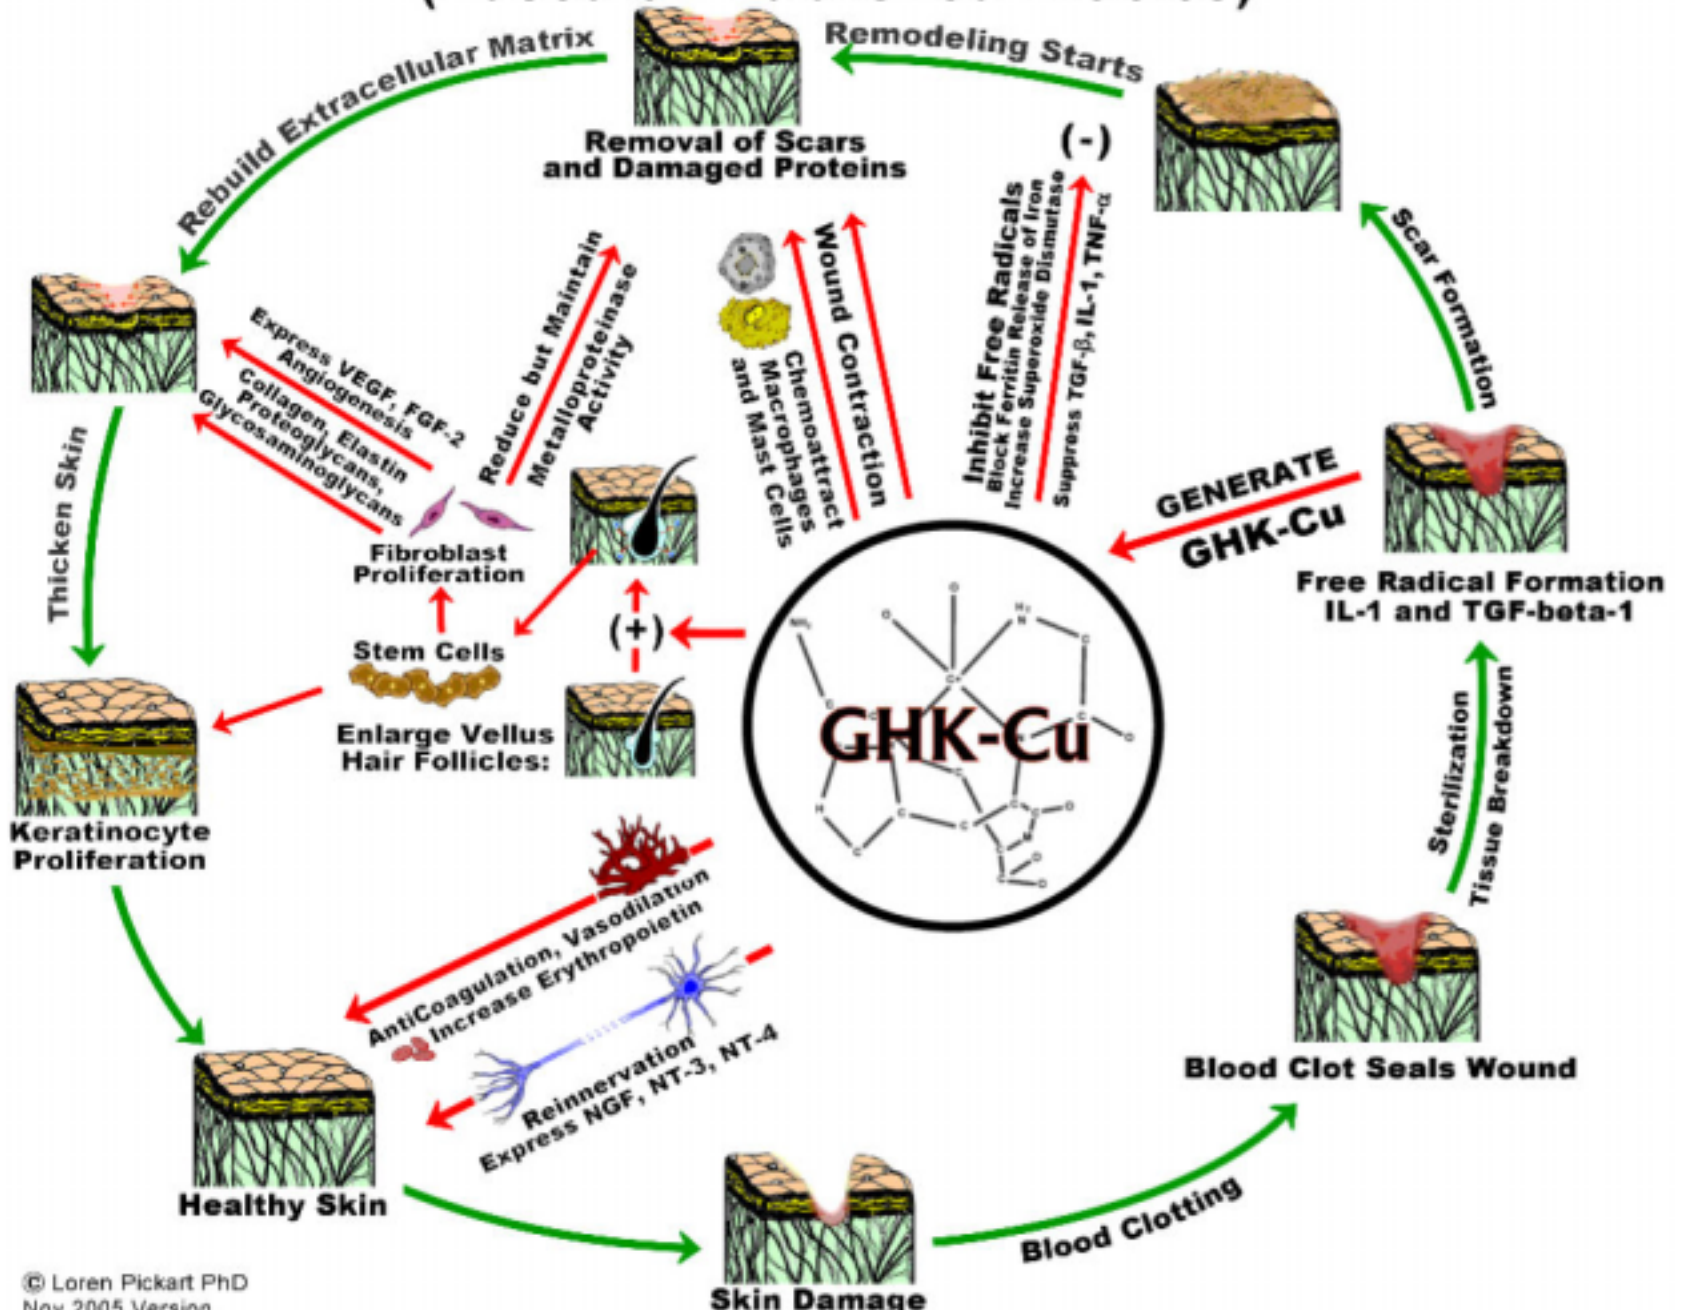 Remodeling Starts
Rebuild Extracellular Matrix
Removal of Scars
and Damaged Proteins
(-)
Inhibit Free Radicals
Block Ferritin Release of Iron
Increase Superoxide Dismutase
Suppress TGF-β, IL-1, TNF-α
Scar Formation
Wound Contraction
Chemoattract
Macrophages
and Mast Cells
Reduce but Maintain
Metalloproteinase
Activity
Express VEGF, FGF-2
Angiogenesis
Collagen, Elastin
Proteoglycans,
Glycosaminoglycans
Thicken Skin
GENERATE
GHK-Cu
Fibroblast
Proliferation
Free Radical Formation
IL-1 and TGF-beta-1
(+)
Stem Cells
Enlarge Vellus
Hair Follicles:
GHK-Cu
Keratinocyte
Proliferation
Sterilization
Tissue Breakdown
AntiCoagulation, Vasodilation
Increase Erythropoietin
Reinnervation
Express NGF, NT-3, NT-4
Blood Clot Seals Wound
Healthy Skin
Blood Clotting
Skin Damage
© Loren Pickart PhD
Nov 2005 Version